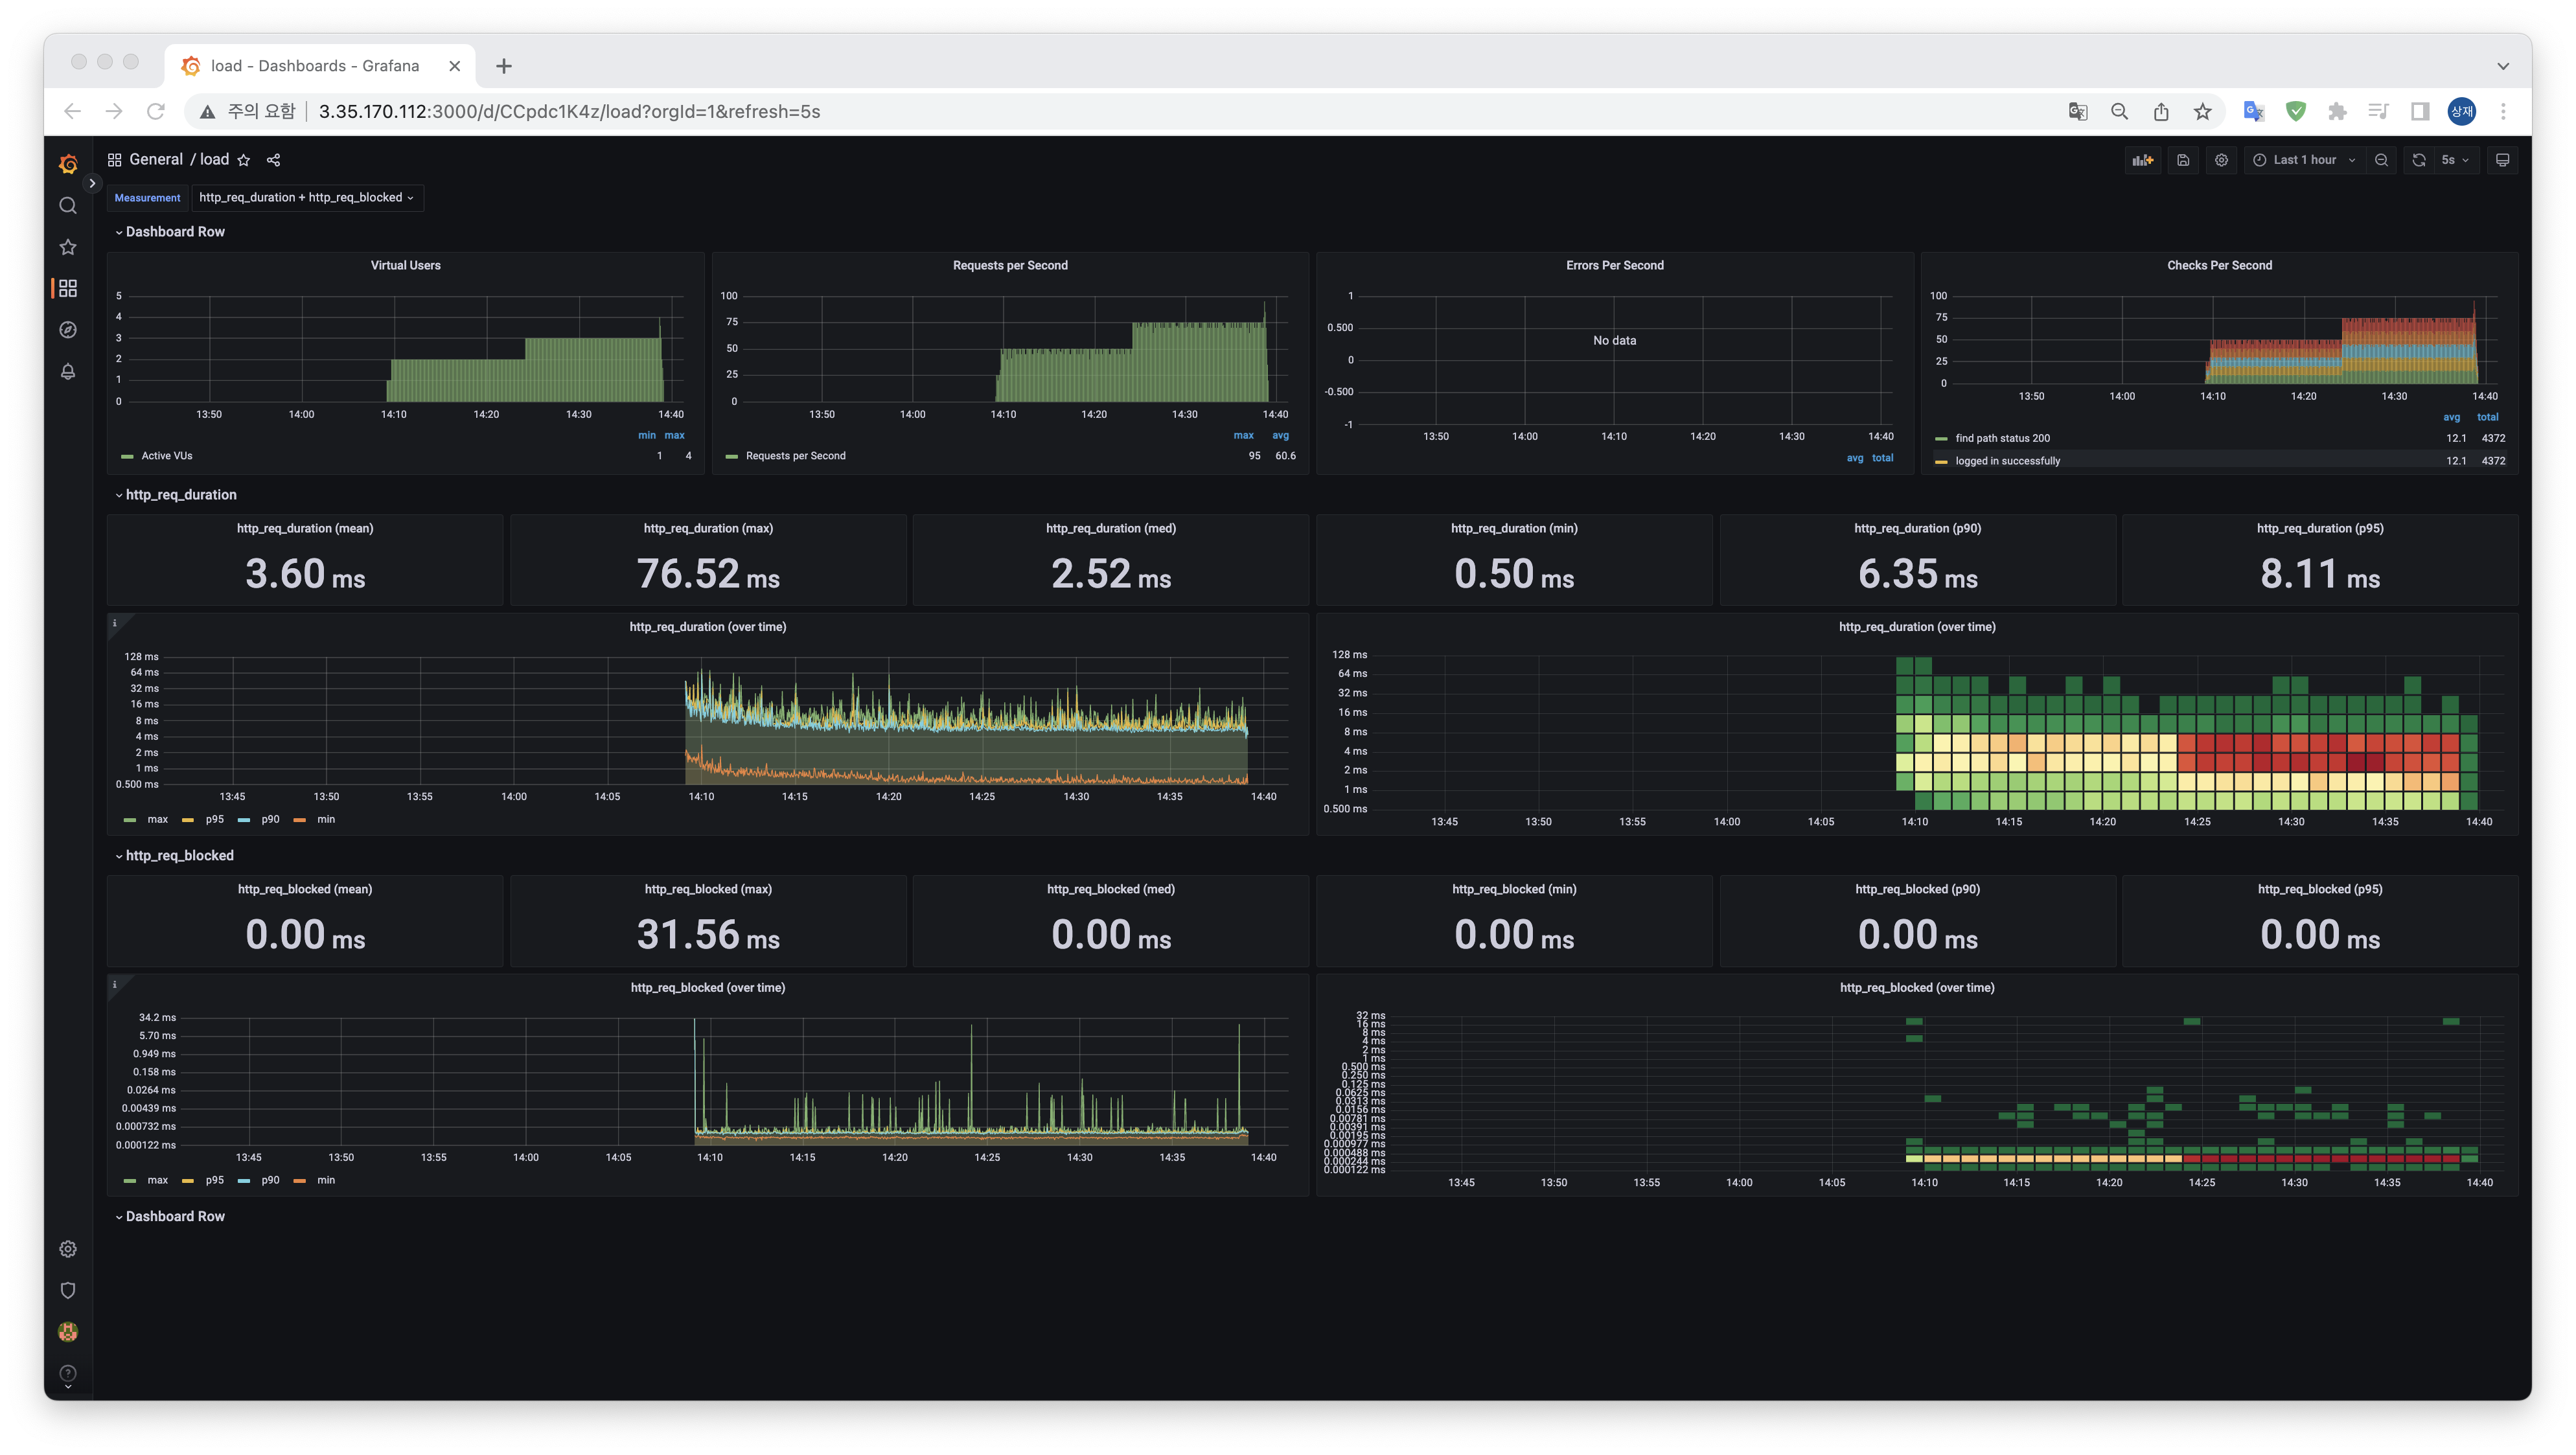 load - Dashboards - Grafana
주의 요함 3.35.170.112:3000/d/CCpdc1K4z/load?orgId=1&refresh=5s
상재
General / load
Last 1 hour
5s
Measurement http_req_duration + http_req_blocked
Dashboard Row
Virtual Users
5
4
3
2
1
0
13:50 14:00 14:10 14:20 14:30 14:40
min max
Active VUs 1 4
Requests per Second
100
75
50
25
0
13:50 14:00 14:10 14:20 14:30 14:40
max avg
Requests per Second 95 60.6
Errors Per Second
1
0.500
0
-0.500
-1
No data
13:50 14:00 14:10 14:20 14:30 14:40
avg total
Checks Per Second
100
75
50
25
0
13:50 14:00 14:10 14:20 14:30 14:40
avg total
find path status 200 12.1 4372
logged in successfully 12.1 4372
http_req_duration
http_req_duration (mean)
3.60 ms
http_req_duration (max)
76.52 ms
http_req_duration (med)
2.52 ms
http_req_duration (min)
0.50 ms
http_req_duration (p90)
6.35 ms
http_req_duration (p95)
8.11 ms
http_req_duration (over time)
128 ms
64 ms
32 ms
16 ms
8 ms
4 ms
2 ms
1 ms
0.500 ms
13:45 13:50 13:55 14:00 14:05 14:10 14:15 14:20 14:25 14:30 14:35 14:40
max p95 p90 min
http_req_duration (over time)
128 ms
64 ms
32 ms
16 ms
8 ms
4 ms
2 ms
1 ms
0.500 ms
13:45 13:50 13:55 14:00 14:05 14:10 14:15 14:20 14:25 14:30 14:35 14:40
http_req_blocked
http_req_blocked (mean)
0.00 ms
http_req_blocked (max)
31.56 ms
http_req_blocked (med)
0.00 ms
http_req_blocked (min)
0.00 ms
http_req_blocked (p90)
0.00 ms
http_req_blocked (p95)
0.00 ms
http_req_blocked (over time)
34.2 ms
5.70 ms
0.949 ms
0.158 ms
0.0264 ms
0.00439 ms
0.000732 ms
0.000122 ms
13:45 13:50 13:55 14:00 14:05 14:10 14:15 14:20 14:25 14:30 14:35 14:40
max p95 p90 min
http_req_blocked (over time)
32 ms
16 ms
8 ms
4 ms
2 ms
1 ms
0.500 ms
0.250 ms
0.125 ms
0.0625 ms
0.0313 ms
0.0156 ms
0.00781 ms
0.00391 ms
0.00195 ms
0.000977 ms
0.000488 ms
0.000244 ms
0.000122 ms
13:45 13:50 13:55 14:00 14:05 14:10 14:15 14:20 14:25 14:30 14:35 14:40
Dashboard Row